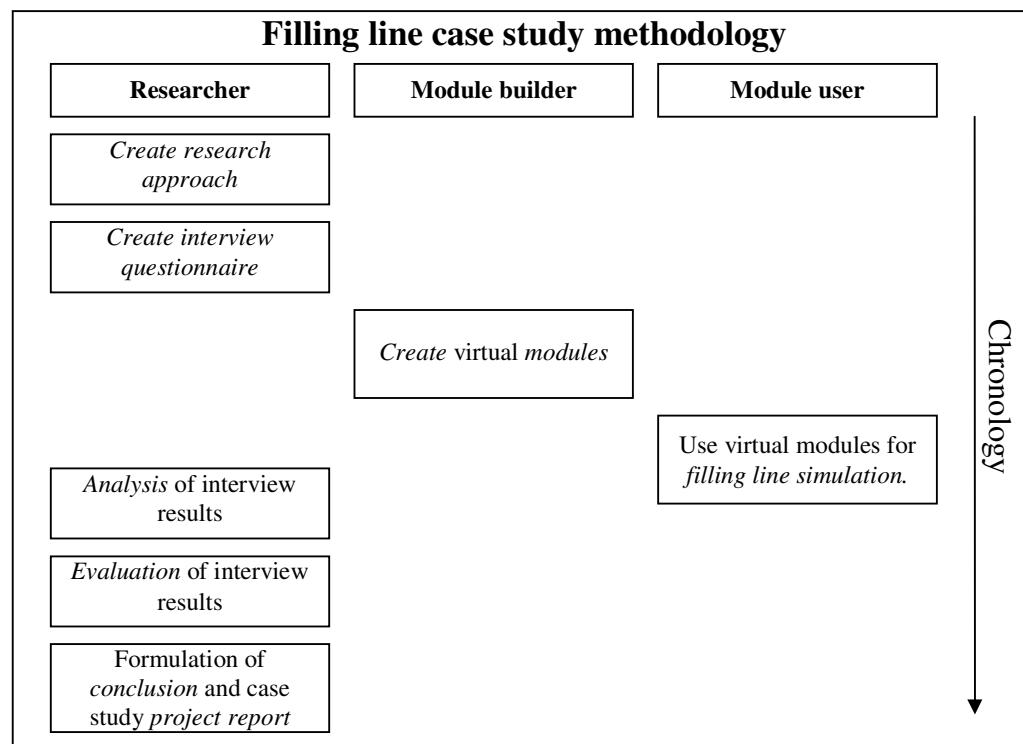 Filling line case study methodology
Researcher
Module builder
Module user
Create research
approach
Create interview
questionnaire
Create virtual modules
Use virtual modules for
filling line simulation.
Analysis of interview
results
Evaluation of interview
results
Formulation of
conclusion and case
study project report
Chronology